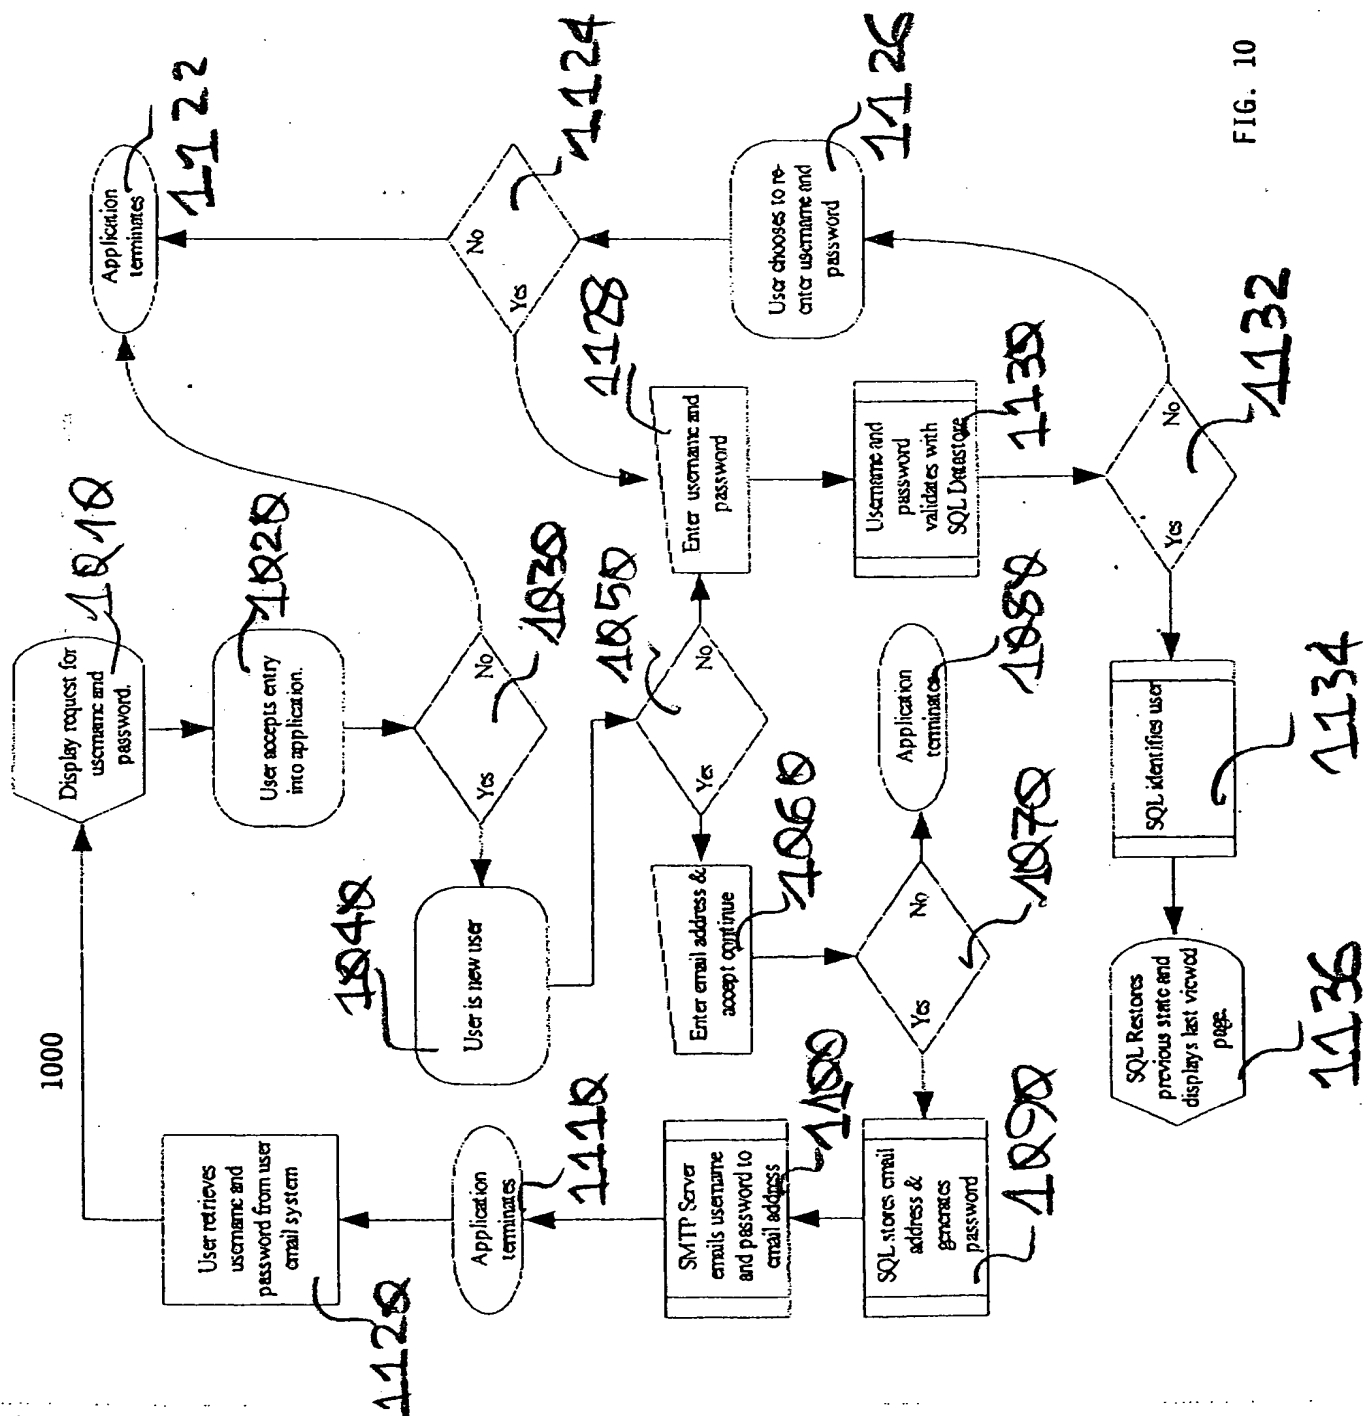 1000
Display request for
username and
password.
1010
User accepts entry
into application.
1020
Yes
No
1030
User is new user
1040
Yes
No
1050
Enter email address &
accept continue
1060
Yes
No
1070
Application
terminates
1080
SQL stores email
address &
generates
password
1090
SMTP Server
emails username
and password to
email address
1100
Application
terminates
1110
User retrieves
username and
password from user
email system
1120
Application
terminates
1122
No
Yes
1124
User chooses to re-
enter username and
password
1126
Enter username and
password
1128
Username and
password
validates with
SQL Datastore
1130
Yes
No
1132
SQL identifies user
1134
SQL Restores
previous state and
displays last viewed
page.
1136
FIG. 10